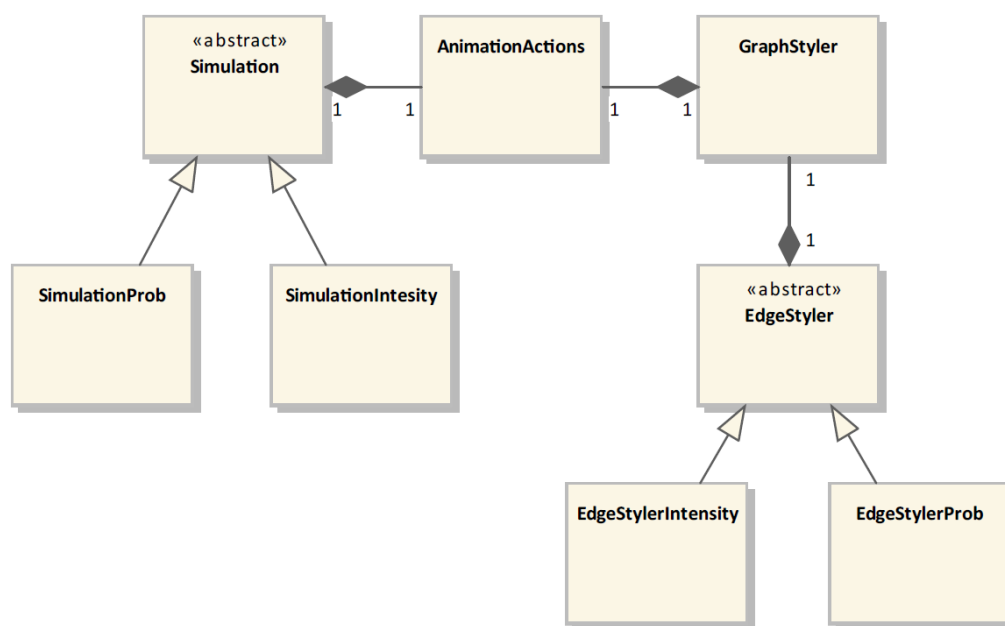 «abstract»
Simulation
AnimationActions
GraphStyler
1
1
1
1
1
1
SimulationProb
SimulationIntesity
«abstract»
EdgeStyler
EdgeStylerIntensity
EdgeStylerProb